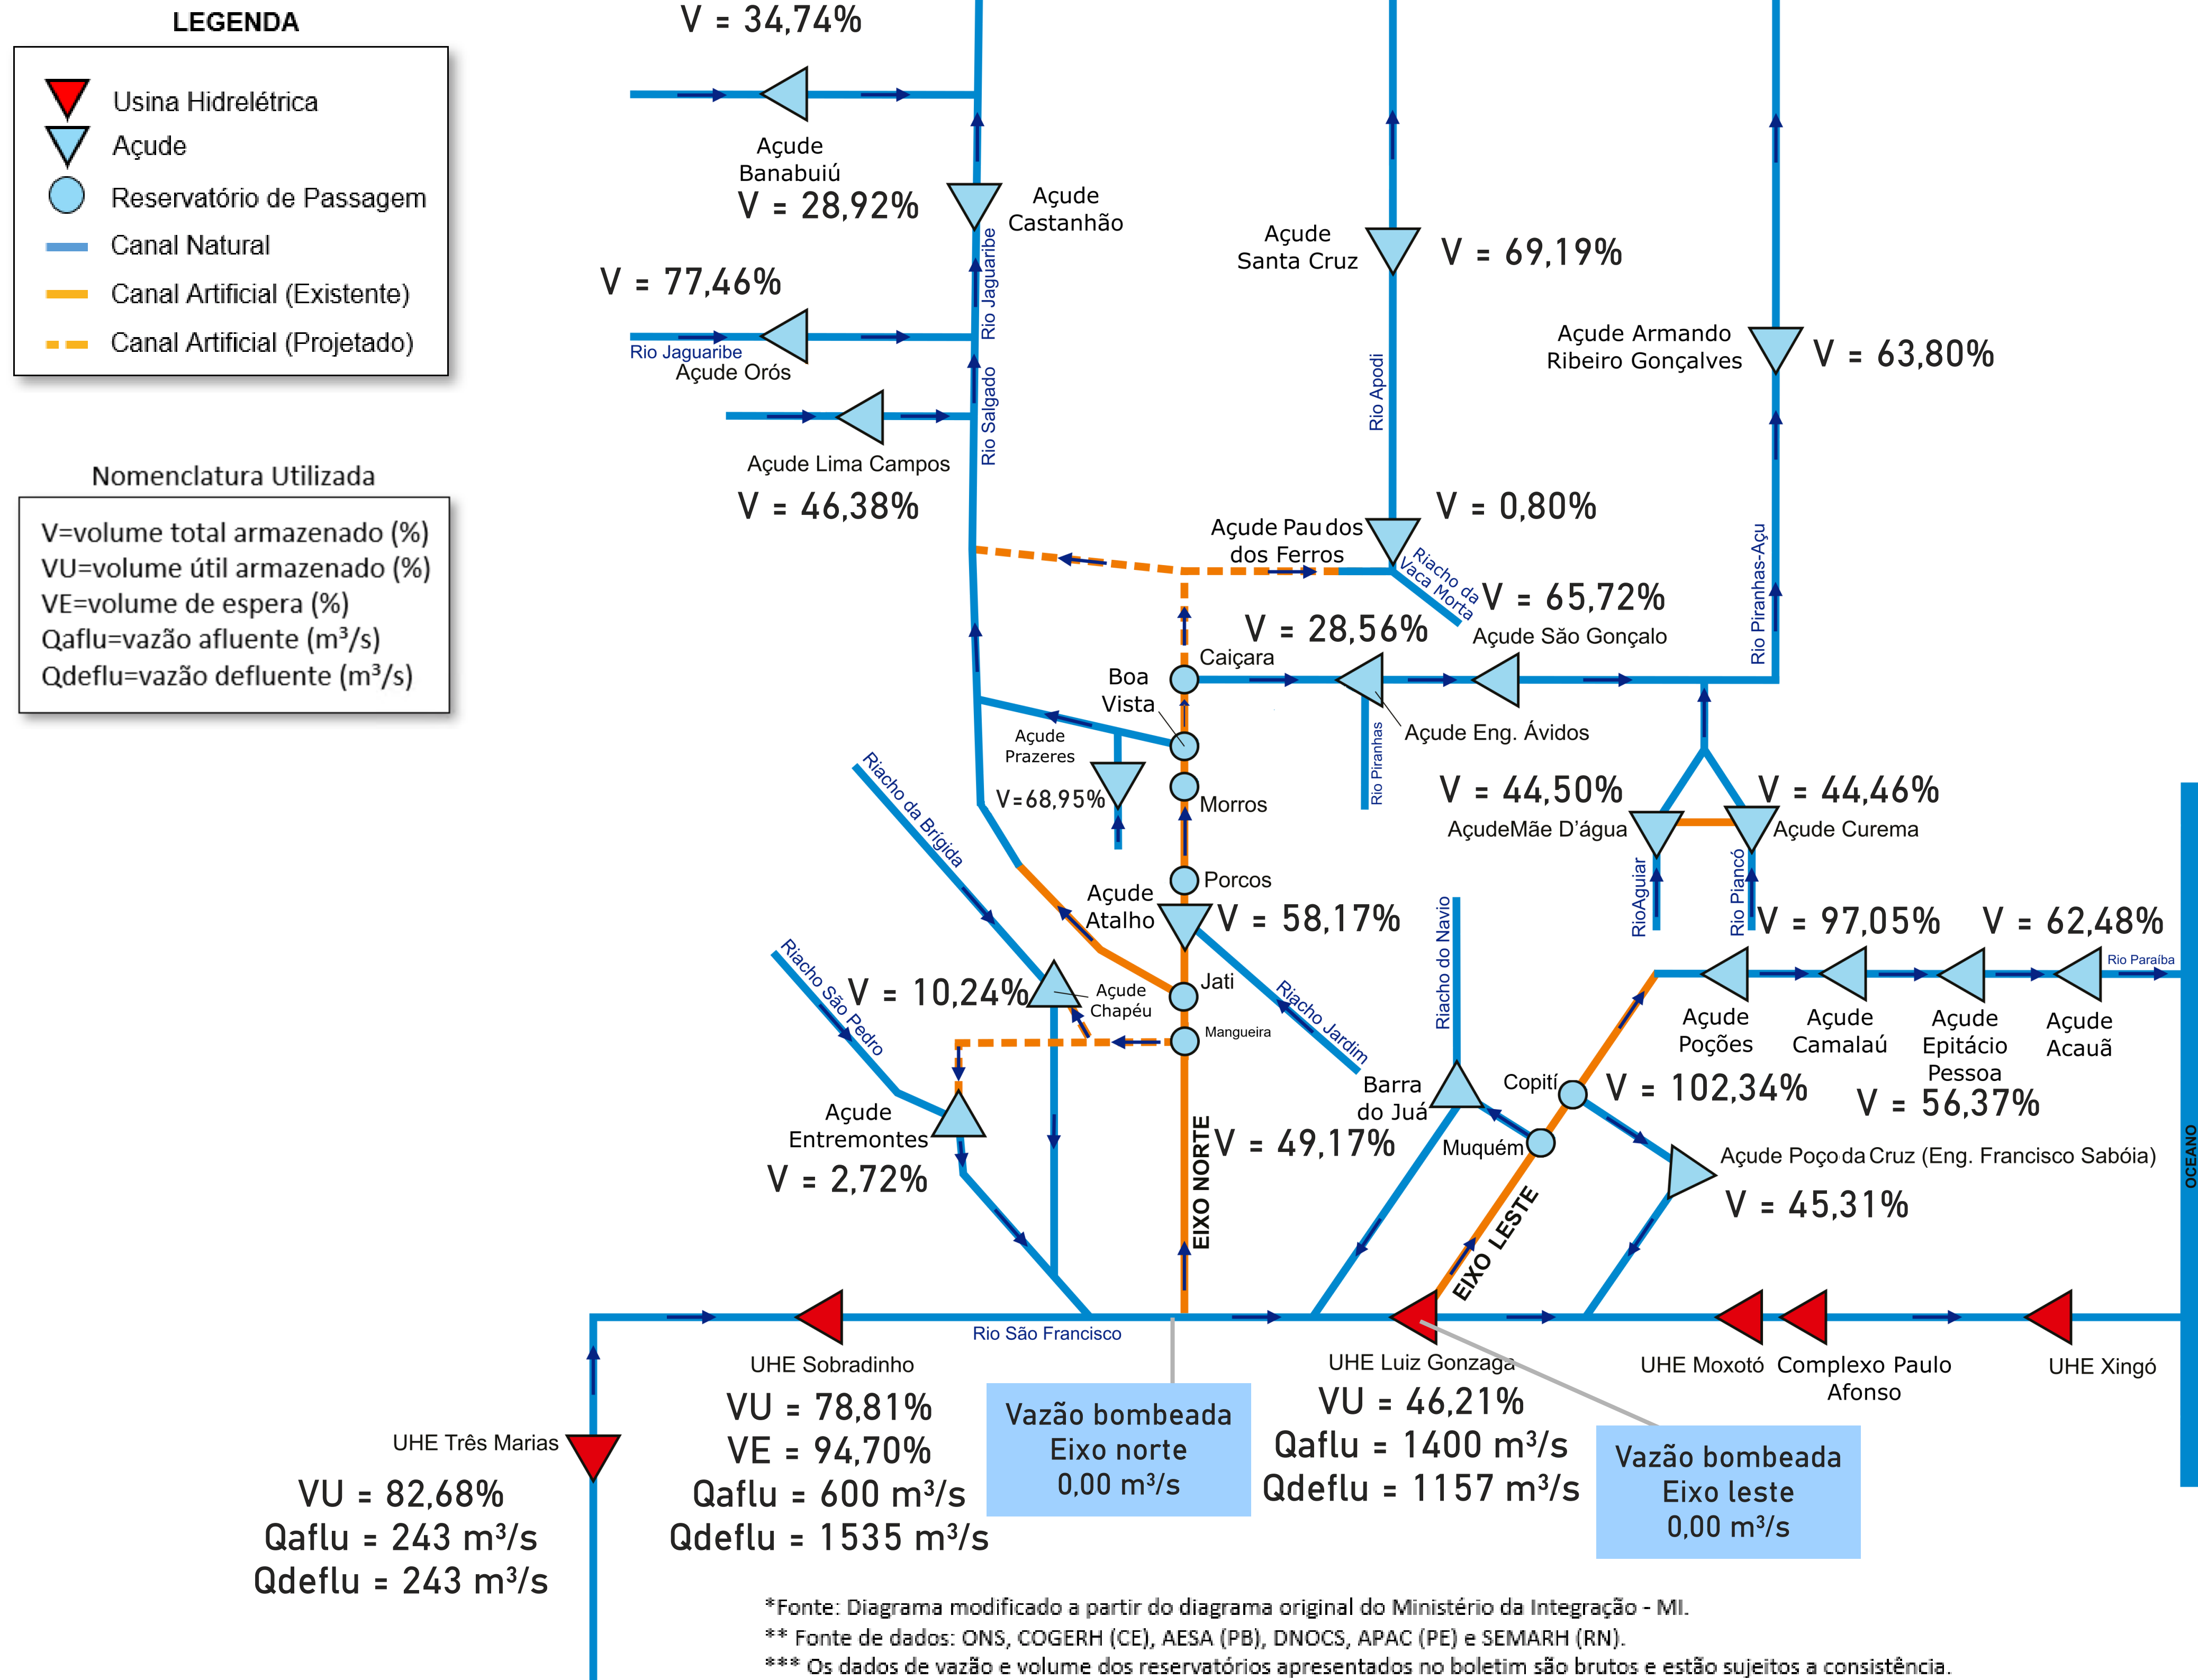 LEGENDA
Usina Hidrelétrica
Açude
Reservatório de Passagem
Canal Natural
Canal Artificial (Existente)
Canal Artificial (Projetado)
Nomenclatura Utilizada
V=volume total armazenado (%)
VU=volume útil armazenado (%)
VE=volume de espera (%)
Qaflu=vazão afluente (m³/s)
Qdeflu=vazão defluente (m³/s)
V = 34,74%
Açude
Banabuiú
V = 28,92%
Açude
Castanhão
Rio Jaguaribe
V = 77,46%
Rio Jaguaribe
Açude Orós
Rio Salgado
Açude Lima Campos
V = 46,38%
Açude
Santa Cruz
V = 69,19%
Rio Apodi
Açude Armando
Ribeiro Gonçalves
V = 63,80%
Rio Piranhas-Açu
V = 0,80%
Açude Pau dos
dos Ferros
Riacho da
Vaca Morta
V = 65,72%
Açude São Gonçalo
V = 28,56%
Caiçara
Boa
Vista
Açude Eng. Ávidos
Rio Piranhas
Açude
Prazeres
V=68,95%
Morros
V = 44,50%
AçudeMãe D'água
V = 44,46%
Açude Curema
RioAguiar
Rio Piancó
Riacho da Brígida
Porcos
Açude
Atalho
V = 58,17%
Riacho São Pedro
V = 10,24%
Açude
Chapéu
Jati
Mangueira
Riacho Jardim
Riacho do Navio
V = 97,05%
V = 62,48%
Rio Paraíba
Açude
Poções
Açude
Camalaú
Açude
Epitácio
Pessoa
Açude
Acauã
V = 102,34%
V = 56,37%
Açude
Entremontes
V = 2,72%
EIXO NORTE
Barra
do Juá
V = 49,17%
Copití
Muquém
Açude Poço da Cruz (Eng. Francisco Sabóia)
V = 45,31%
EIXO LESTE
OCEANO
Rio São Francisco
UHE Sobradinho
VU = 78,81%
VE = 94,70%
Qaflu = 600 m³/s
Qdeflu = 1535 m³/s
UHE Três Marias
VU = 82,68%
Qaflu = 243 m³/s
Qdeflu = 243 m³/s
Vazão bombeada
Eixo norte
0,00 m³/s
UHE Luiz Gonzaga
VU = 46,21%
Qaflu = 1400 m³/s
Qdeflu = 1157 m³/s
Vazão bombeada
Eixo leste
0,00 m³/s
UHE Moxotó
Complexo Paulo
Afonso
UHE Xingó
*Fonte: Diagrama modificado a partir do diagrama original do Ministério da Integração - MI.
** Fonte de dados: ONS, COGERH (CE), AESA (PB), DNOCS, APAC (PE) e SEMARH (RN).
*** Os dados de vazão e volume dos reservatórios apresentados no boletim são brutos e estão sujeitos a consistência.